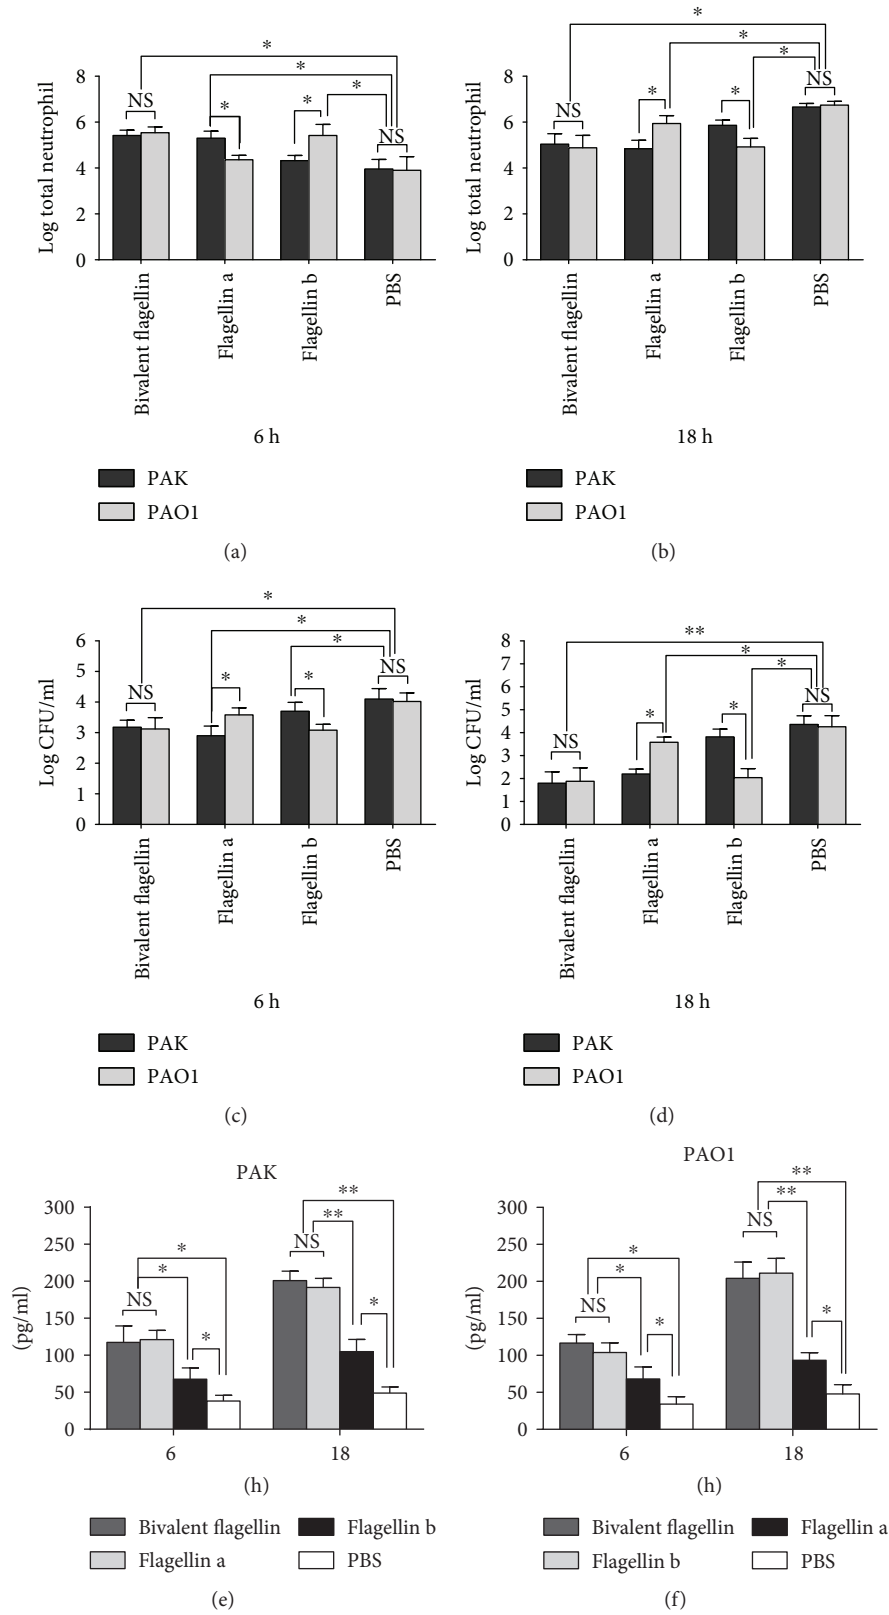 *
*
*
*
*
NS
NS
8
6
4
2
0
Log total neutrophil
Bivalent flagellin
Flagellin a
Flagellin b
PBS
6 h
PAK
PAO1
(a)
*
*
*
*
*
NS
NS
8
6
4
2
0
Log total neutrophil
Bivalent flagellin
Flagellin a
Flagellin b
PBS
18 h
PAK
PAO1
(b)
*
*
*
*
*
NS
NS
6
5
4
3
2
1
0
Log CFU/ml
Bivalent flagellin
Flagellin a
Flagellin b
PBS
6 h
PAK
PAO1
(c)
**
*
*
*
*
NS
NS
8
7
6
5
4
3
2
1
0
Log CFU/ml
Bivalent flagellin
Flagellin a
Flagellin b
PBS
18 h
PAK
PAO1
(d)
PAK
**
**
NS
*
*
*
NS
*
300
250
200
150
100
50
0
(pg/ml)
6
18
(h)
Bivalent flagellin
Flagellin a
Flagellin b
PBS
(e)
PAO1
**
**
NS
*
*
*
NS
*
300
250
200
150
100
50
0
(pg/ml)
6
18
(h)
Bivalent flagellin
Flagellin b
Flagellin a
PBS
(f)